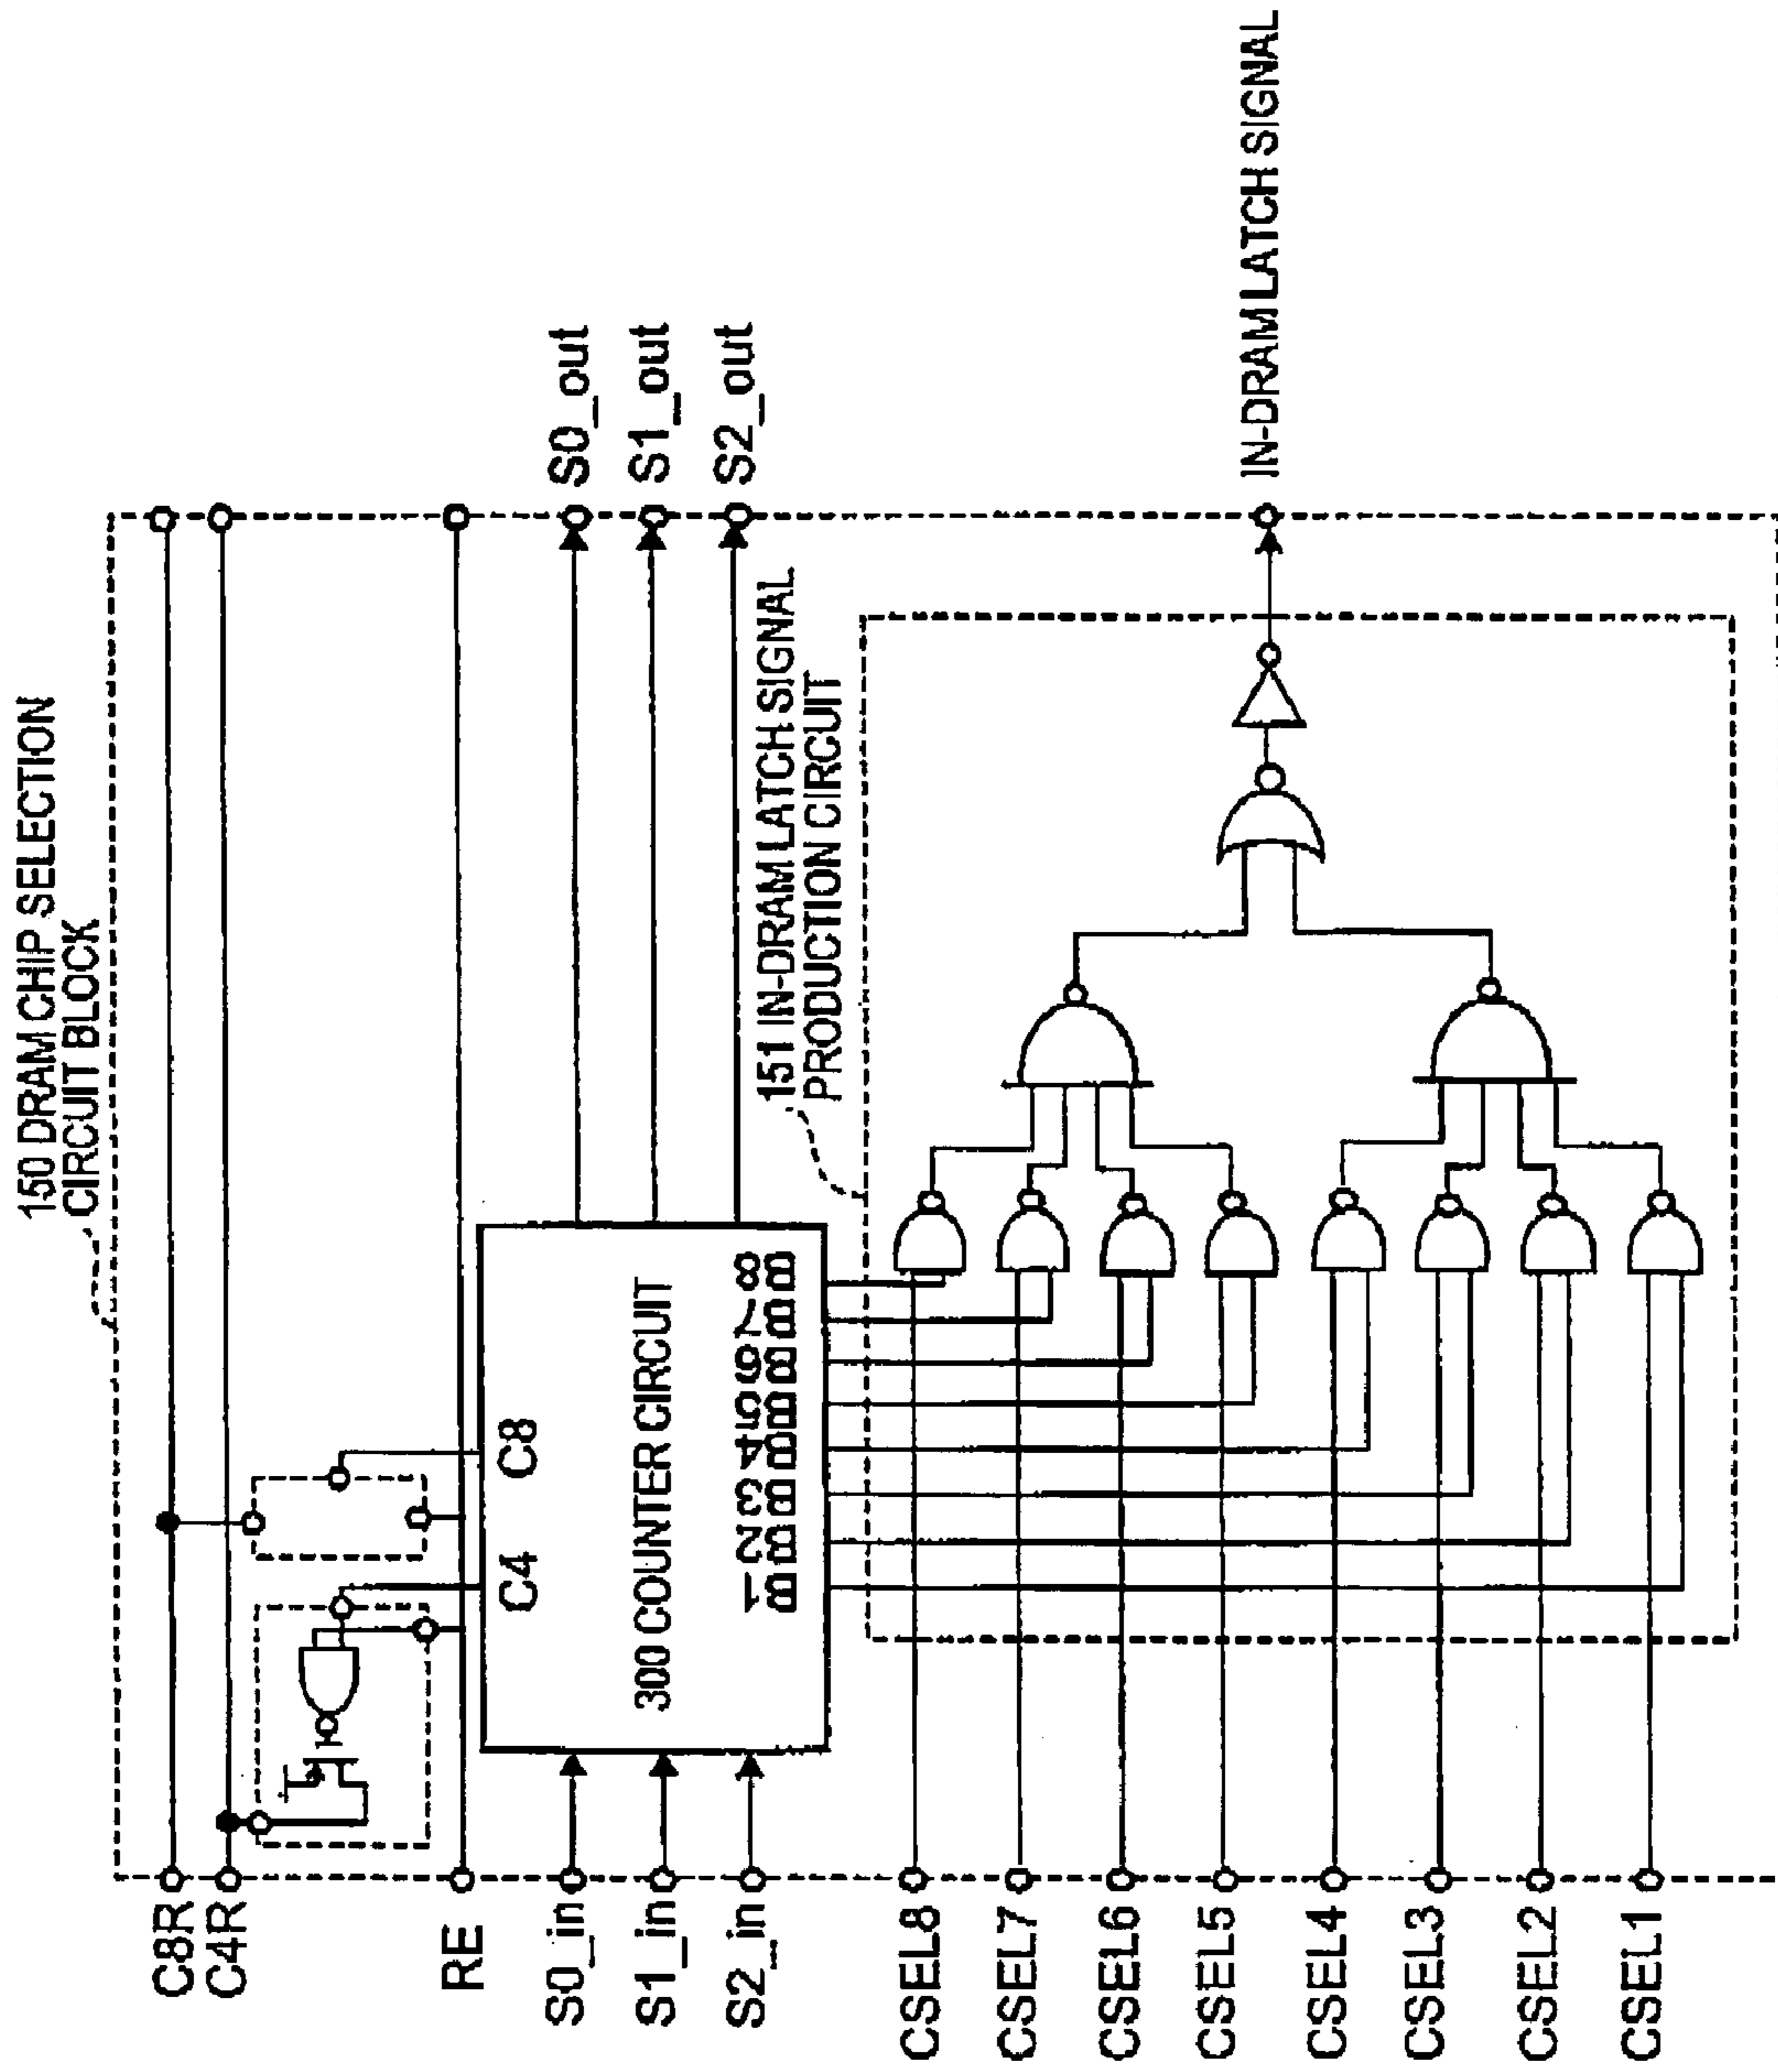 150 DRAM CHIP SELECTION
CIRCUIT BLOCK
C8R
C4R
RE
S0_in
S1_in
S2_in
C4
C8
300 COUNTER CIRCUIT
B1
B2
B3
B4
B5
B6
B7
B8
S0_out
S1_out
S2_out
151 IN-DRAM LATCH SIGNAL
PRODUCTION CIRCUIT
CSEL8
CSEL7
CSEL6
CSEL5
CSEL4
CSEL3
CSEL2
CSEL1
IN-DRAM LATCH SIGNAL